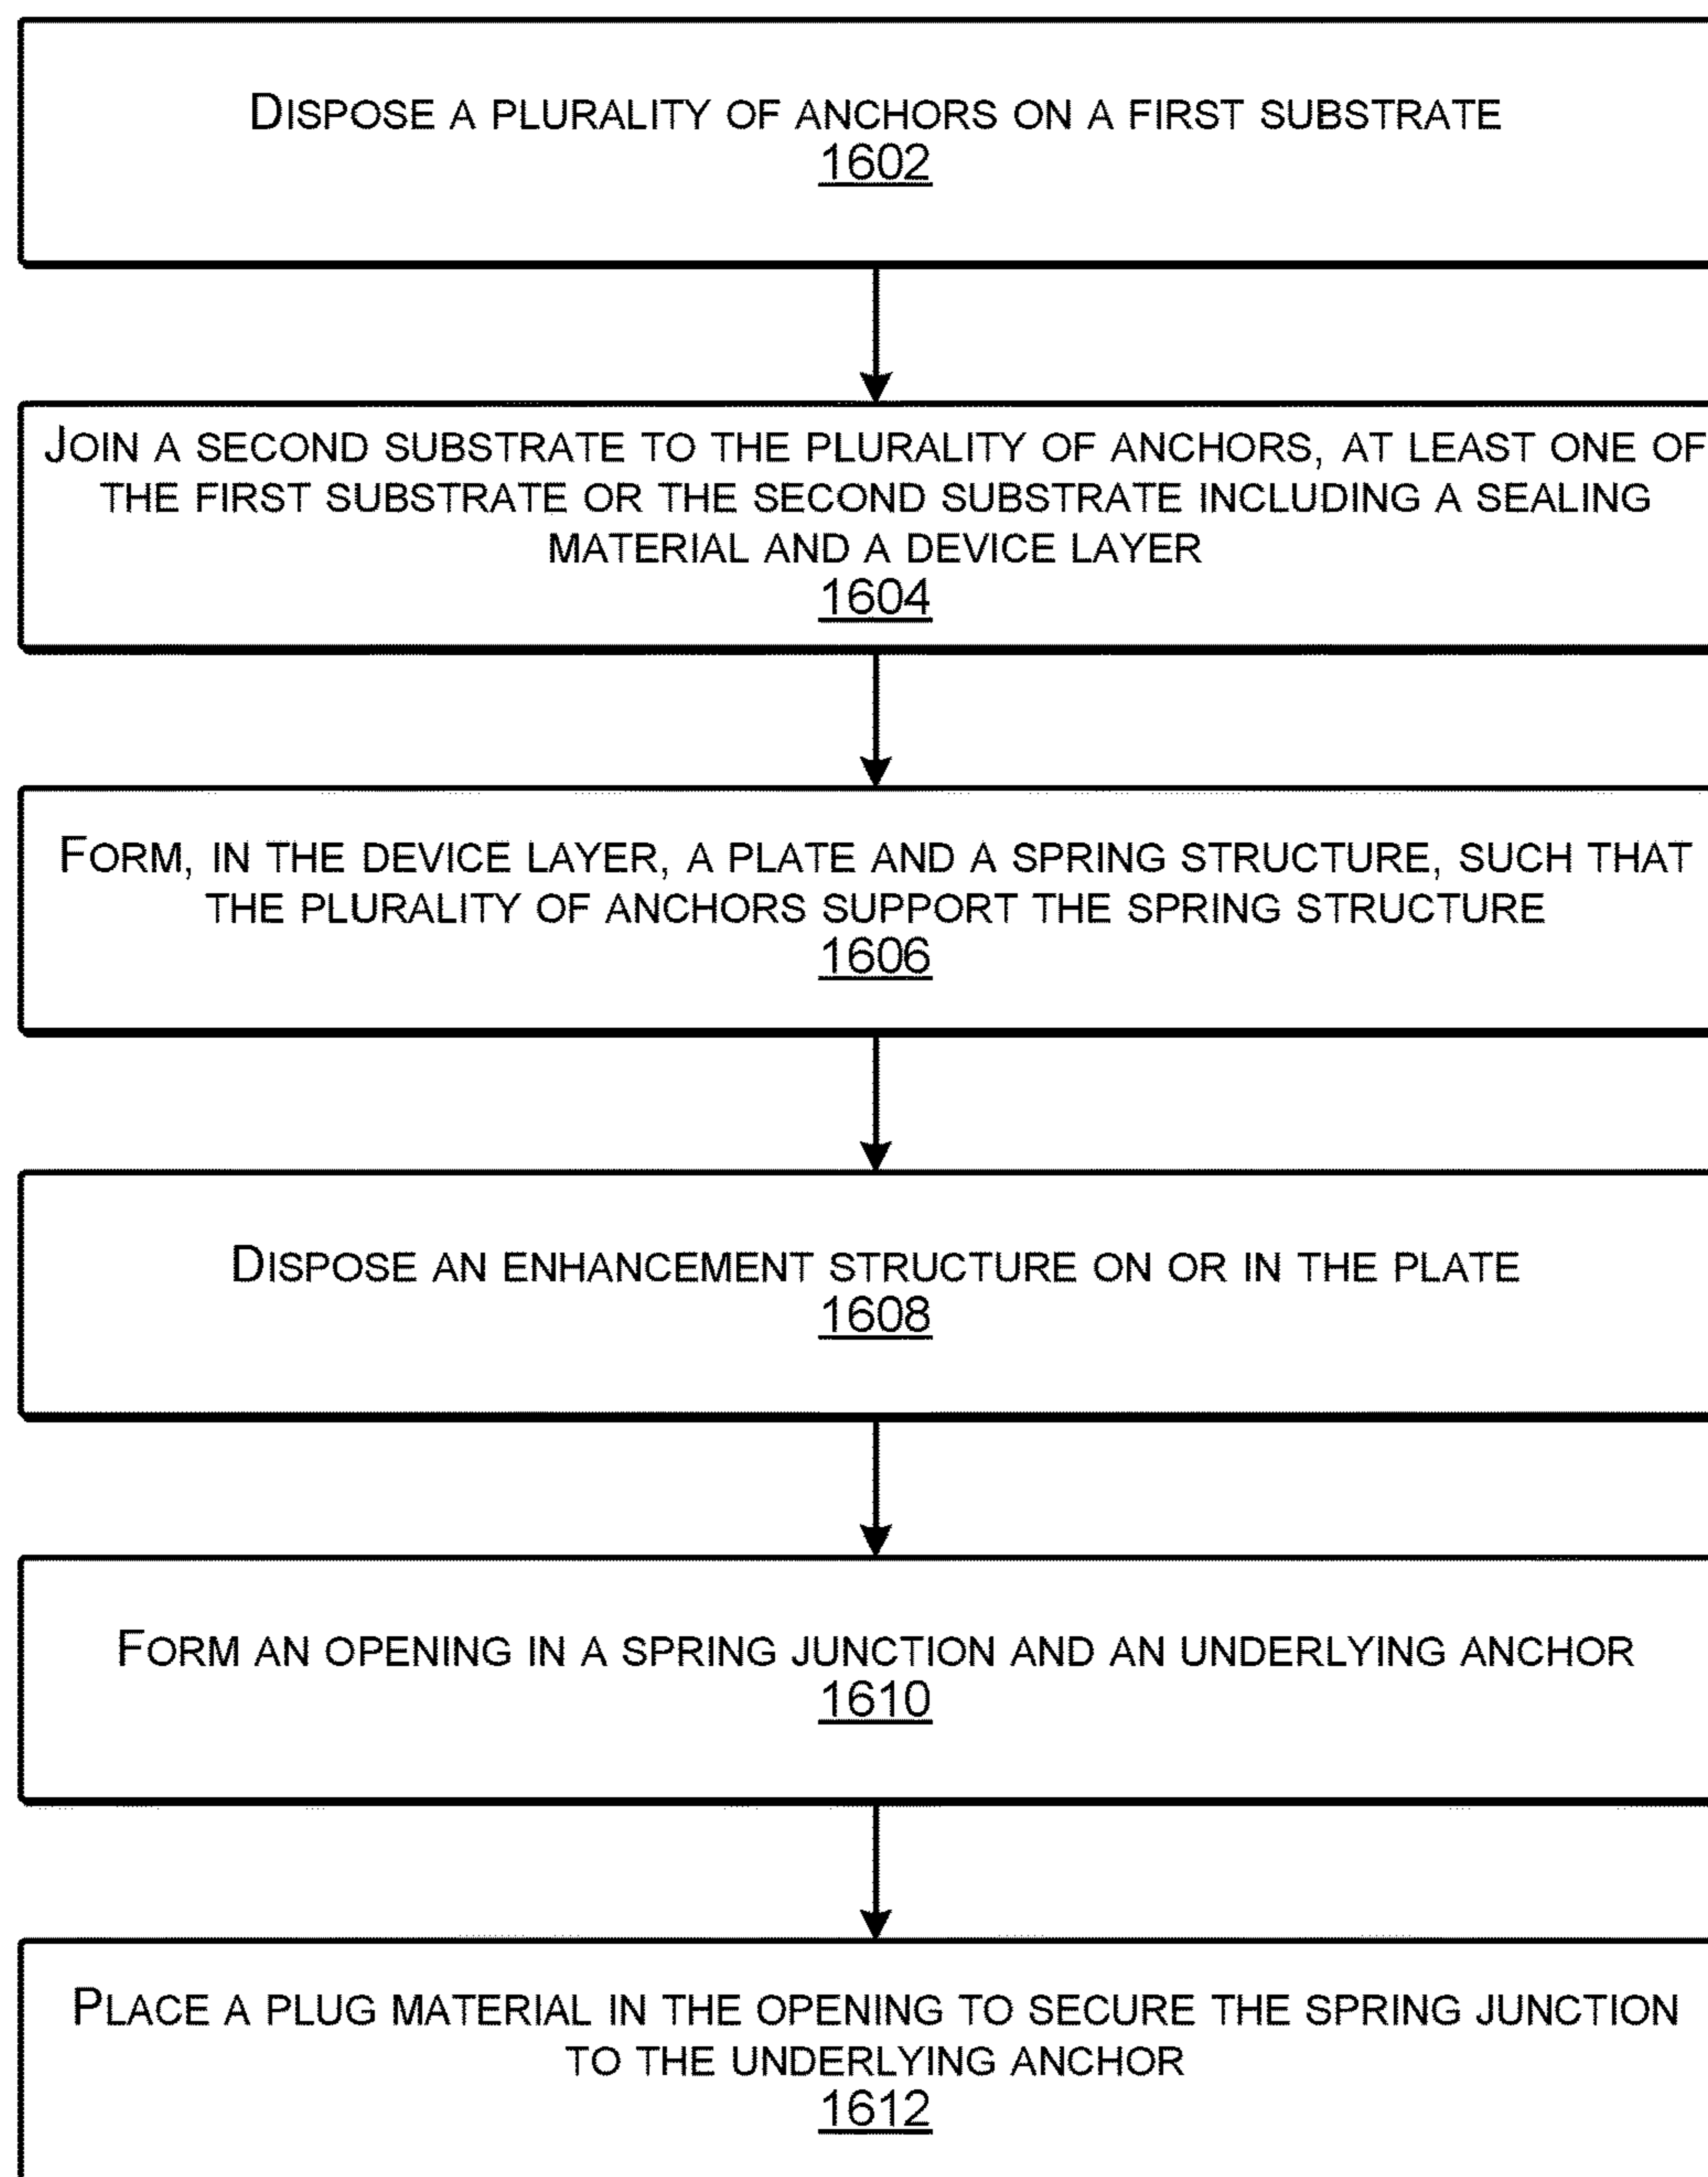 DISPOSE A PLURALITY OF ANCHORS ON A FIRST SUBSTRATE
1602
JOIN A SECOND SUBSTRATE TO THE PLURALITY OF ANCHORS, AT LEAST ONE OF
THE FIRST SUBSTRATE OR THE SECOND SUBSTRATE INCLUDING A SEALING
MATERIAL AND A DEVICE LAYER
1604
FORM, IN THE DEVICE LAYER, A PLATE AND A SPRING STRUCTURE, SUCH THAT
THE PLURALITY OF ANCHORS SUPPORT THE SPRING STRUCTURE
1606
DISPOSE AN ENHANCEMENT STRUCTURE ON OR IN THE PLATE
1608
FORM AN OPENING IN A SPRING JUNCTION AND AN UNDERLYING ANCHOR
1610
PLACE A PLUG MATERIAL IN THE OPENING TO SECURE THE SPRING JUNCTION
TO THE UNDERLYING ANCHOR
1612